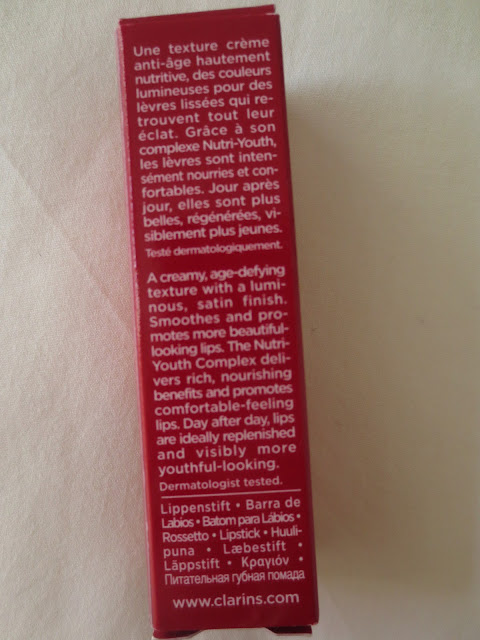 Une texture crème
anti-âge hautement
nutritive, des couleurs
lumineuses pour des
lèvres lissées qui re-
trouvent tout leur
éclat. Grâce à son
complexe Nutri-Youth,
les lèvres sont inten-
sément nourries et con-
fortables. Jour après
jour, elles sont plus
belles, régénérées, vi-
siblement plus jeunes.
Testé dermatologiquement.
A creamy, age-defying
texture with a lumi-
nous, satin finish.
Smoothes and pro-
motes more beautiful-
looking lips. The Nutri-
Youth Complex deli-
vers rich, nourishing
benefits and promotes
comfortable-feeling
lips. Day after day, lips
are ideally replenished
and visibly more
youthful-looking.
Dermatologist tested.
Lippenstift • Barra de
Labios • Batom para Lábios •
Rossetto • Lipstick • Huuli-
puna • Læbestift •
Läppstift • Κραγιόν •
Питательная губная помада
www.clarins.com